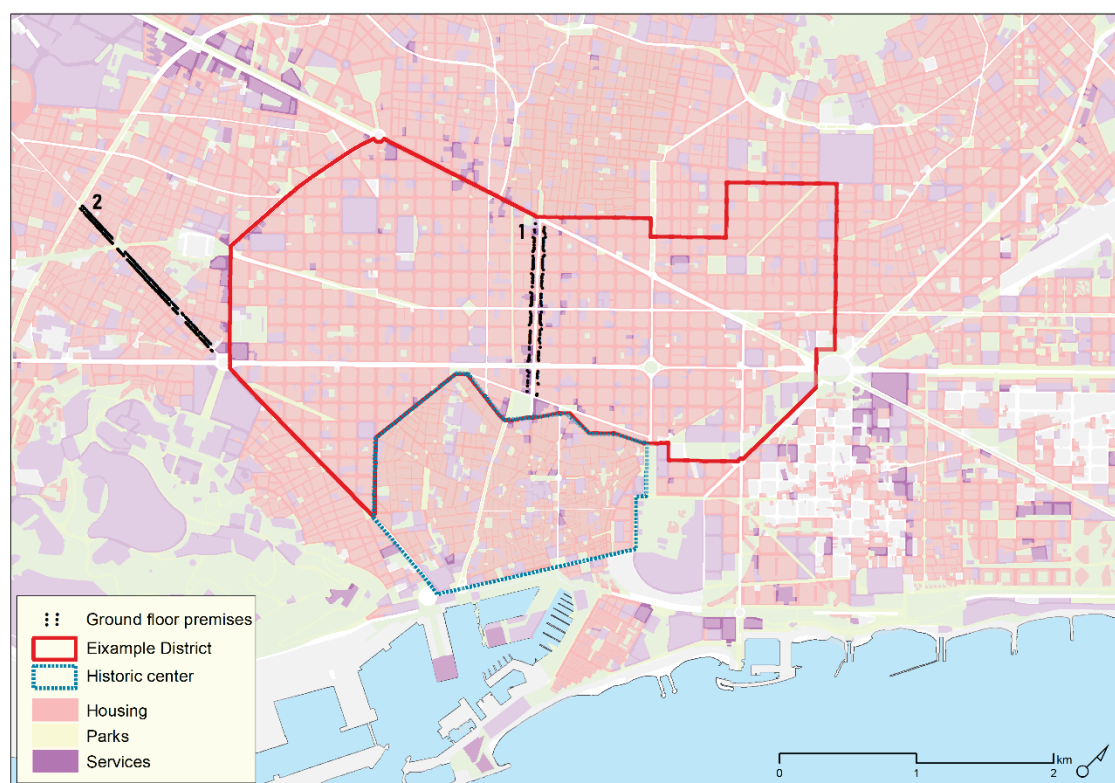 2
1
Ground floor premises
Eixample District
Historic center
Housing
Parks
Services
km
0 1 2